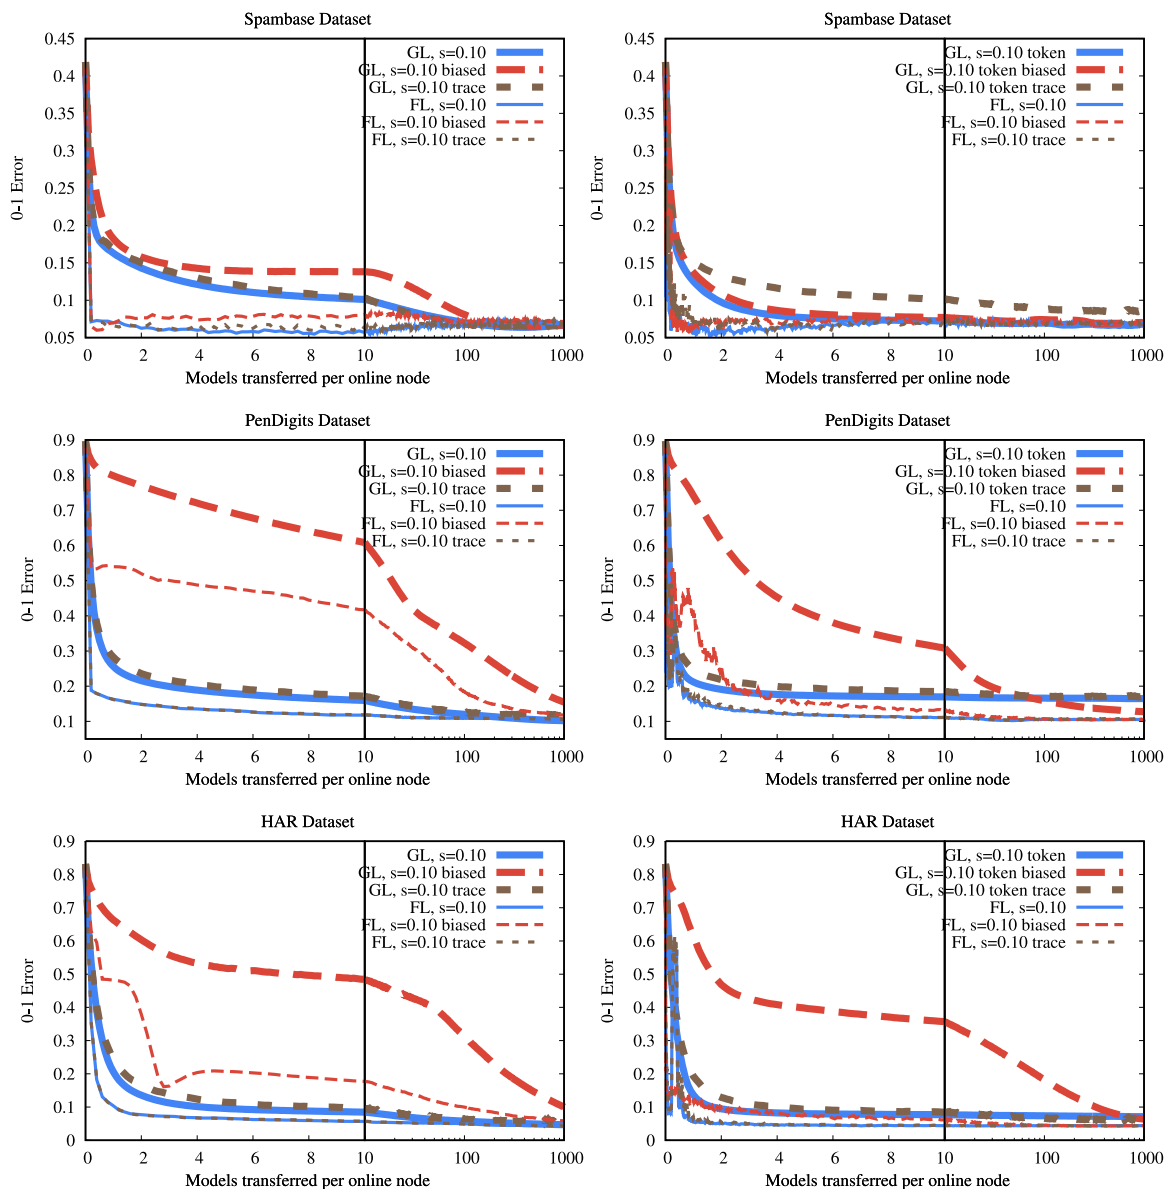 Spambase Dataset
0.45
0.4
0.35
0.3
0.25
0.2
0.15
0.1
0.05
0-1 Error
GL, s=0.10
GL, s=0.10 biased
GL, s=0.10 trace
FL, s=0.10
FL, s=0.10 biased
FL, s=0.10 trace
0 2 4 6 8 10 100 1000
Models transferred per online node
Spambase Dataset
0.45
0.4
0.35
0.3
0.25
0.2
0.15
0.1
0.05
0-1 Error
GL, s=0.10 token
GL, s=0.10 token biased
GL, s=0.10 token trace
FL, s=0.10
FL, s=0.10 biased
FL, s=0.10 trace
0 2 4 6 8 10 100 1000
Models transferred per online node
PenDigits Dataset
0.9
0.8
0.7
0.6
0.5
0.4
0.3
0.2
0.1
0-1 Error
GL, s=0.10
GL, s=0.10 biased
GL, s=0.10 trace
FL, s=0.10
FL, s=0.10 biased
FL, s=0.10 trace
0 2 4 6 8 10 100 1000
Models transferred per online node
PenDigits Dataset
0.9
0.8
0.7
0.6
0.5
0.4
0.3
0.2
0.1
0-1 Error
GL, s=0.10 token
GL, s=0.10 token biased
GL, s=0.10 token trace
FL, s=0.10
FL, s=0.10 biased
FL, s=0.10 trace
0 2 4 6 8 10 100 1000
Models transferred per online node
HAR Dataset
0.9
0.8
0.7
0.6
0.5
0.4
0.3
0.2
0.1
0
0-1 Error
GL, s=0.10
GL, s=0.10 biased
GL, s=0.10 trace
FL, s=0.10
FL, s=0.10 biased
FL, s=0.10 trace
0 2 4 6 8 10 100 1000
Models transferred per online node
HAR Dataset
0.9
0.8
0.7
0.6
0.5
0.4
0.3
0.2
0.1
0
0-1 Error
GL, s=0.10 token
GL, s=0.10 token biased
GL, s=0.10 token trace
FL, s=0.10
FL, s=0.10 biased
FL, s=0.10 trace
0 2 4 6 8 10 100 1000
Models transferred per online node